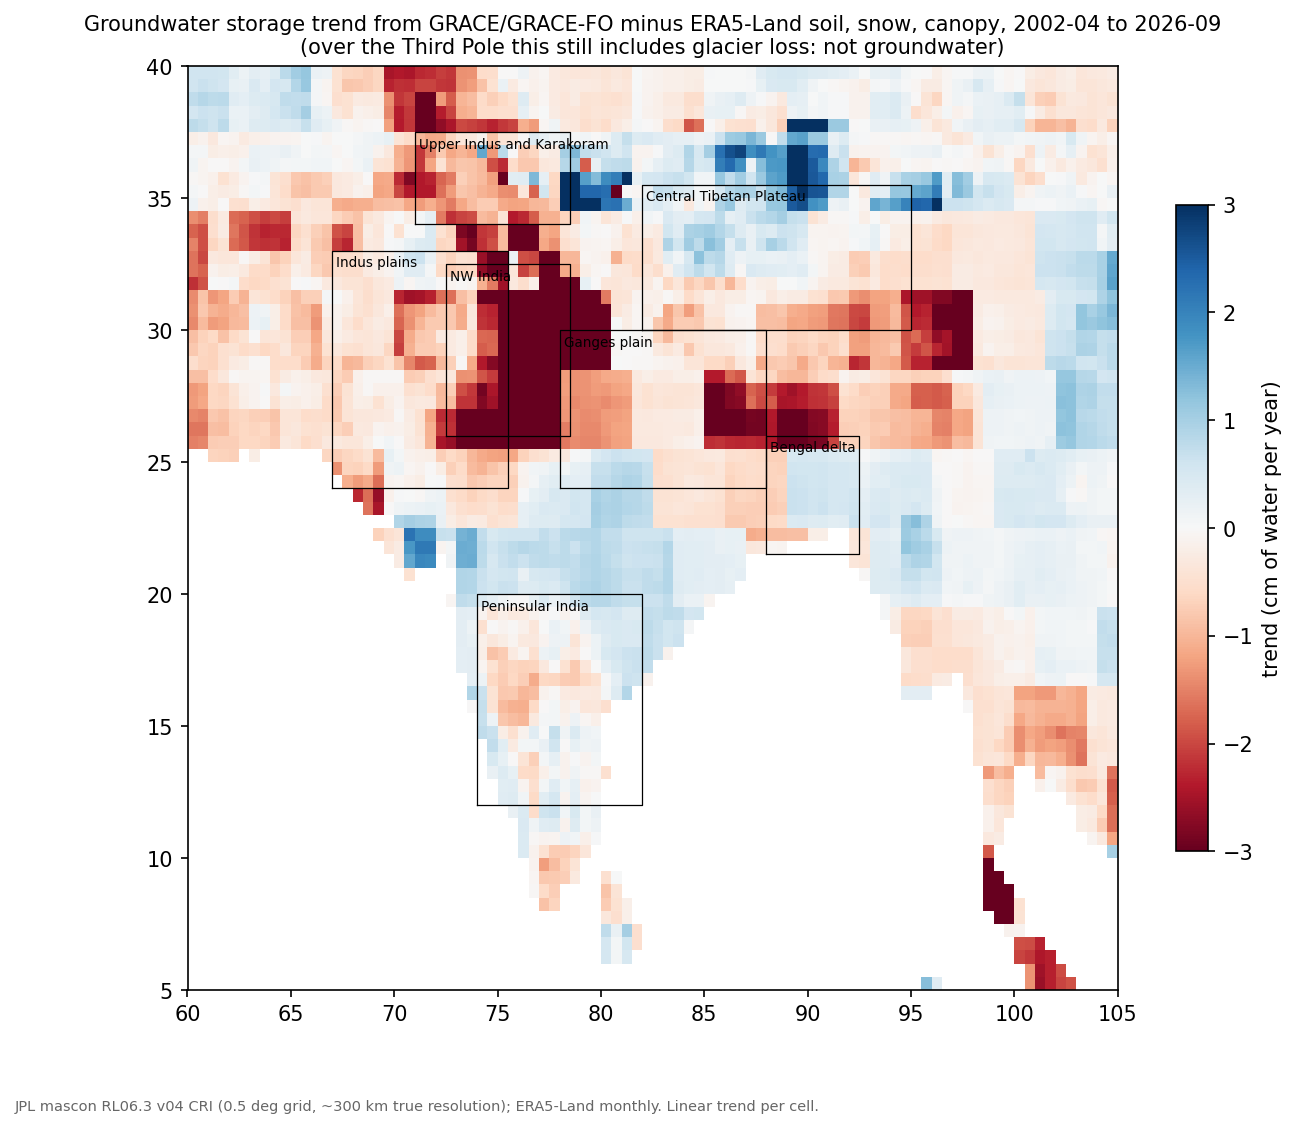 Groundwater storage trend from GRACE/GRACE-FO minus ERA5-Land soil, snow, canopy, 2002-04 to 2026-09
(over the Third Pole this still includes glacier loss: not groundwater)
40
35
30
25
20
15
10
5
60
65
70
75
80
85
90
95
100
105
Upper Indus and Karakoram
Central Tibetan Plateau
Indus plains
NW India
Ganges plain
Bengal delta
Peninsular India
3
2
1
0
−1
−2
−3
trend (cm of water per year)
JPL mascon RL06.3 v04 CRI (0.5 deg grid, ~300 km true resolution); ERA5-Land monthly. Linear trend per cell.